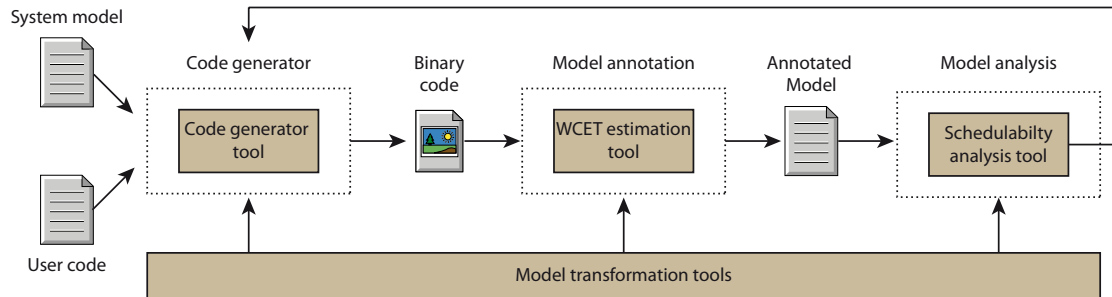 System model
Code generator
Binary
code
Model annotation
Annotated
Model
Model analysis
Code generator
tool
WCET estimation
tool
Schedulabilty
analysis tool
User code
Model transformation tools